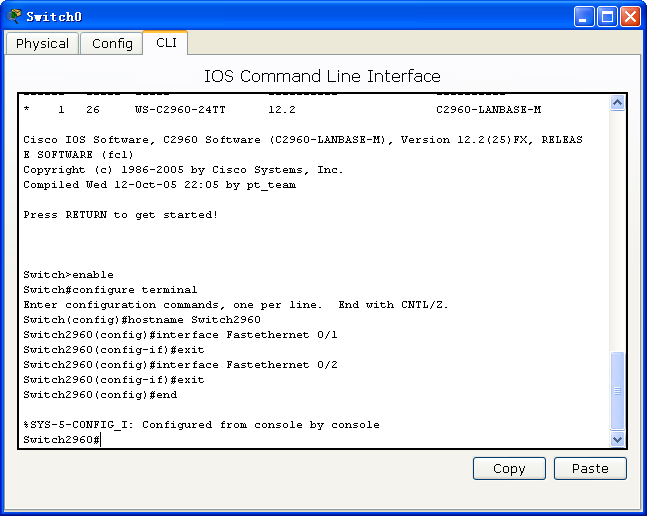 Switch0
Physical Config CLI
IOS Command Line Interface
* 1 26 WS-C2960-24TT 12.2 C2960-LANBASE-M
Cisco IOS Software, C2960 Software (C2960-LANBASE-M), Version 12.2(25)FX, RELEAS
E SOFTWARE (fc1)
Copyright (c) 1986-2005 by Cisco Systems, Inc.
Compiled Wed 12-Oct-05 22:05 by pt_team
Press RETURN to get started!
Switch>enable
Switch#configure terminal
Enter configuration commands, one per line.  End with CNTL/Z.
Switch(config)#hostname Switch2960
Switch2960(config)#interface Fastethernet 0/1
Switch2960(config-if)#exit
Switch2960(config)#interface Fastethernet 0/2
Switch2960(config-if)#exit
Switch2960(config)#end
%SYS-5-CONFIG_I: Configured from console by console
Switch2960#
Copy Paste